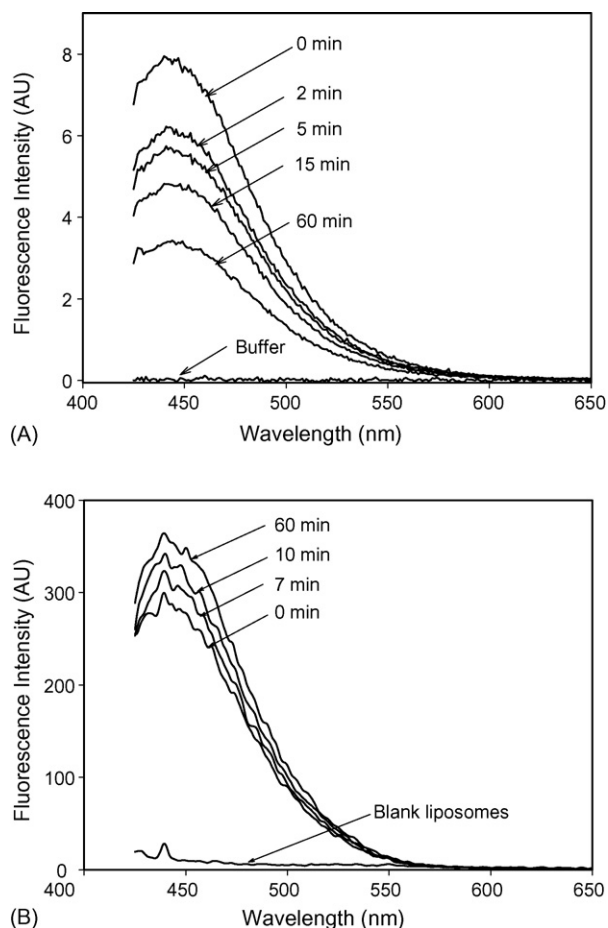 8
6
4
2
0
Fluorescence Intensity (AU)
0 min
2 min
5 min
15 min
60 min
Buffer
400 450 500 550 600 650
(A) Wavelength (nm)
400
300
200
100
0
Fluorescence Intensity (AU)
60 min
10 min
7 min
0 min
Blank liposomes
400 450 500 550 600 650
(B) Wavelength (nm)